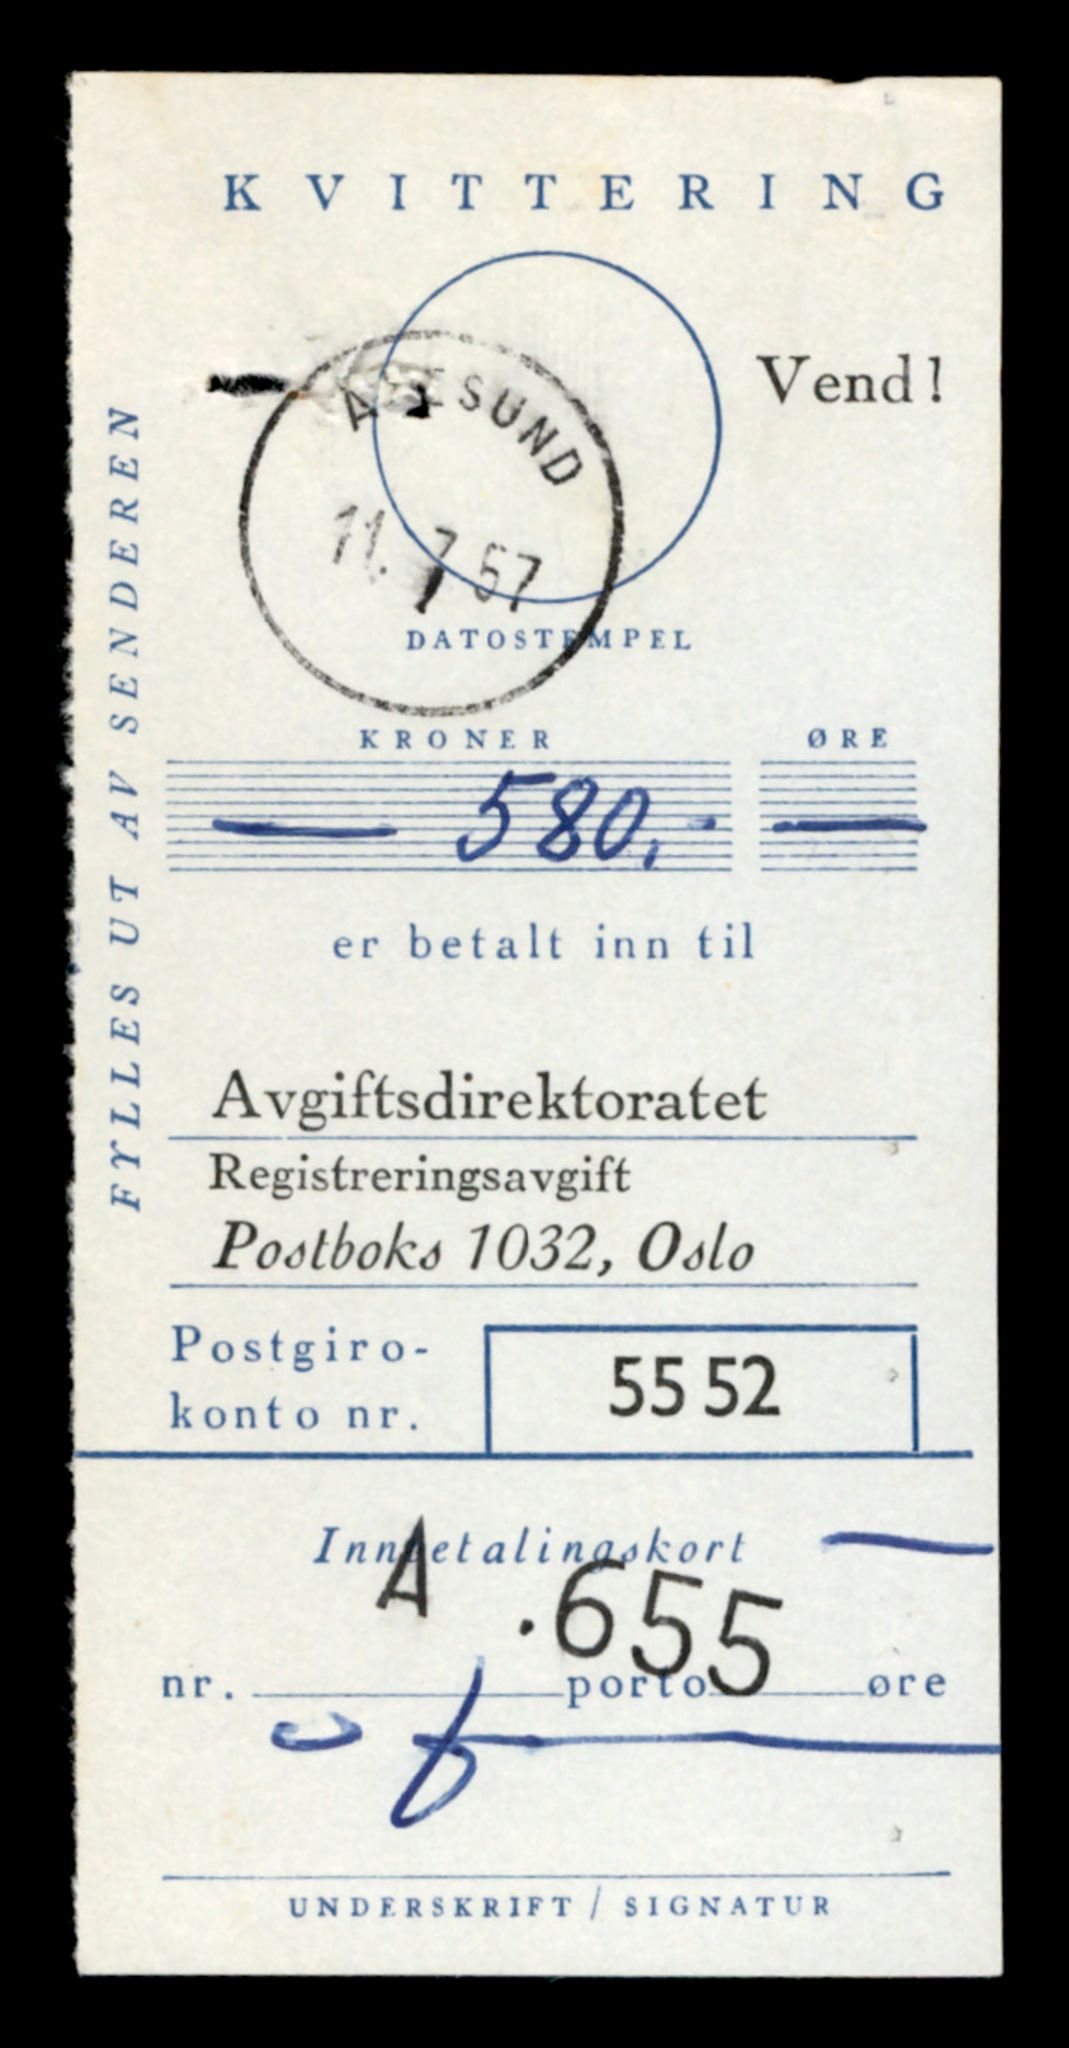 KVITTERING
Vend!
ÅLESUND
11. 7 57
DATOSTEMPEL
FYLLES UT AV SENDEREN
KRONER ØRE
— 580,- —
er betalt inn til
Avgiftsdirektoratet
Registreringsavgift
Postboks 1032, Oslo
Postgiro-
konto nr.
55 52
Innbetalingskort —
A .655
nr. porto øre
UNDERSKRIFT / SIGNATUR